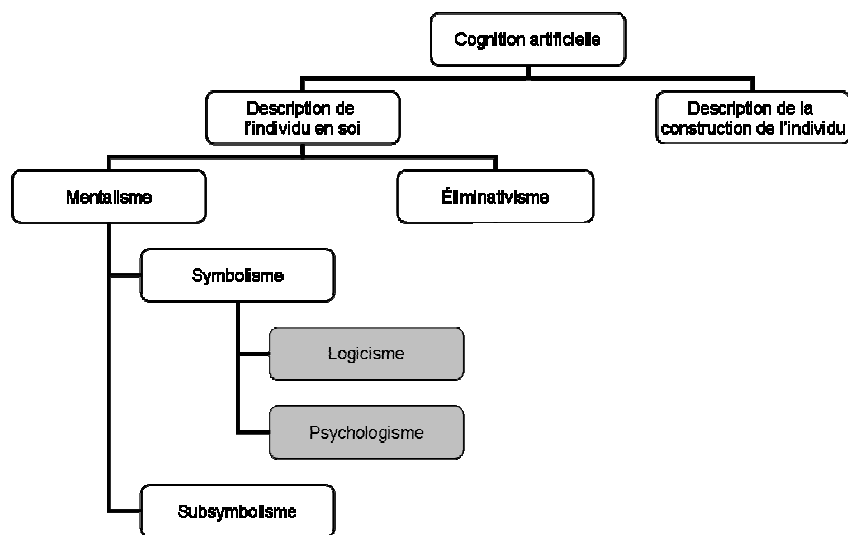 Cognition artificielle
Description de
l'individu en soi
Description de la
construction de l'individu
Mentalisme
Éliminativisme
Symbolisme
Logicisme
Psychologisme
Subsymbolisme